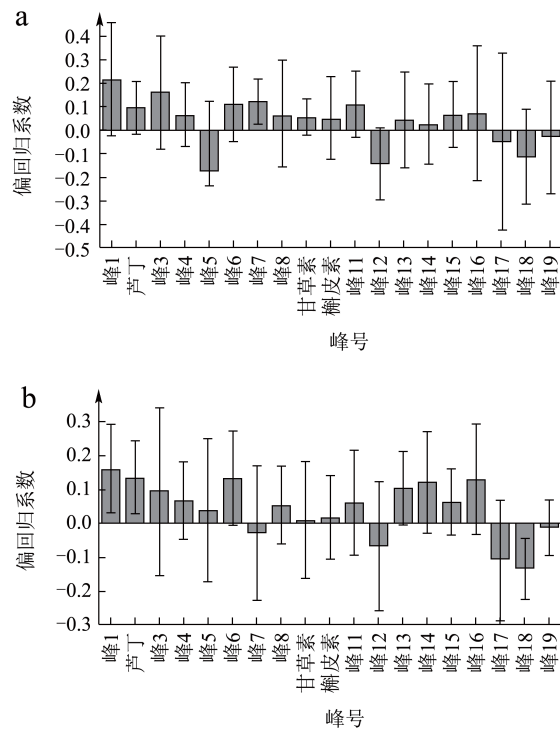 a
0.4
0.3
0.2
0.1
0.0
−0.1
−0.2
−0.3
−0.4
−0.5
偏回归系数
峰1
芦丁
峰3
峰4
峰5
峰6
峰7
峰8
甘草素
槲皮素
峰11
峰12
峰13
峰14
峰15
峰16
峰17
峰18
峰19
峰号
b
0.3
0.2
0.1
0.0
−0.1
−0.2
−0.3
偏回归系数
峰1
芦丁
峰3
峰4
峰5
峰6
峰7
峰8
甘草素
槲皮素
峰11
峰12
峰13
峰14
峰15
峰16
峰17
峰18
峰19
峰号